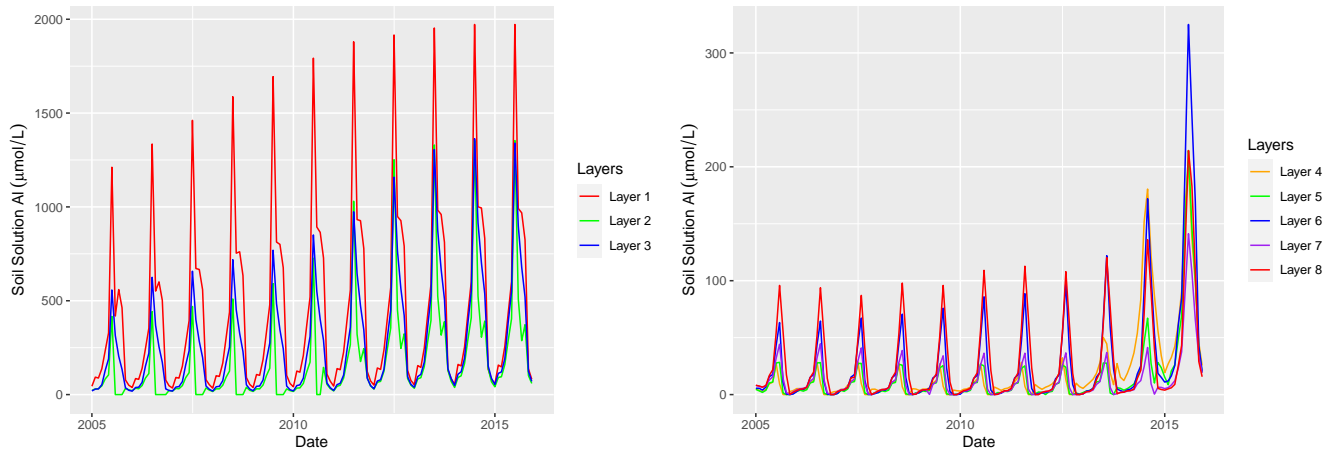 2000
1500
1000
500
0
Soil Solution Al (μmol/L)
2005
2010
2015
Date
Layers
Layer 1
Layer 2
Layer 3
300
200
100
0
Soil Solution Al (μmol/L)
2005
2010
2015
Date
Layers
Layer 4
Layer 5
Layer 6
Layer 7
Layer 8